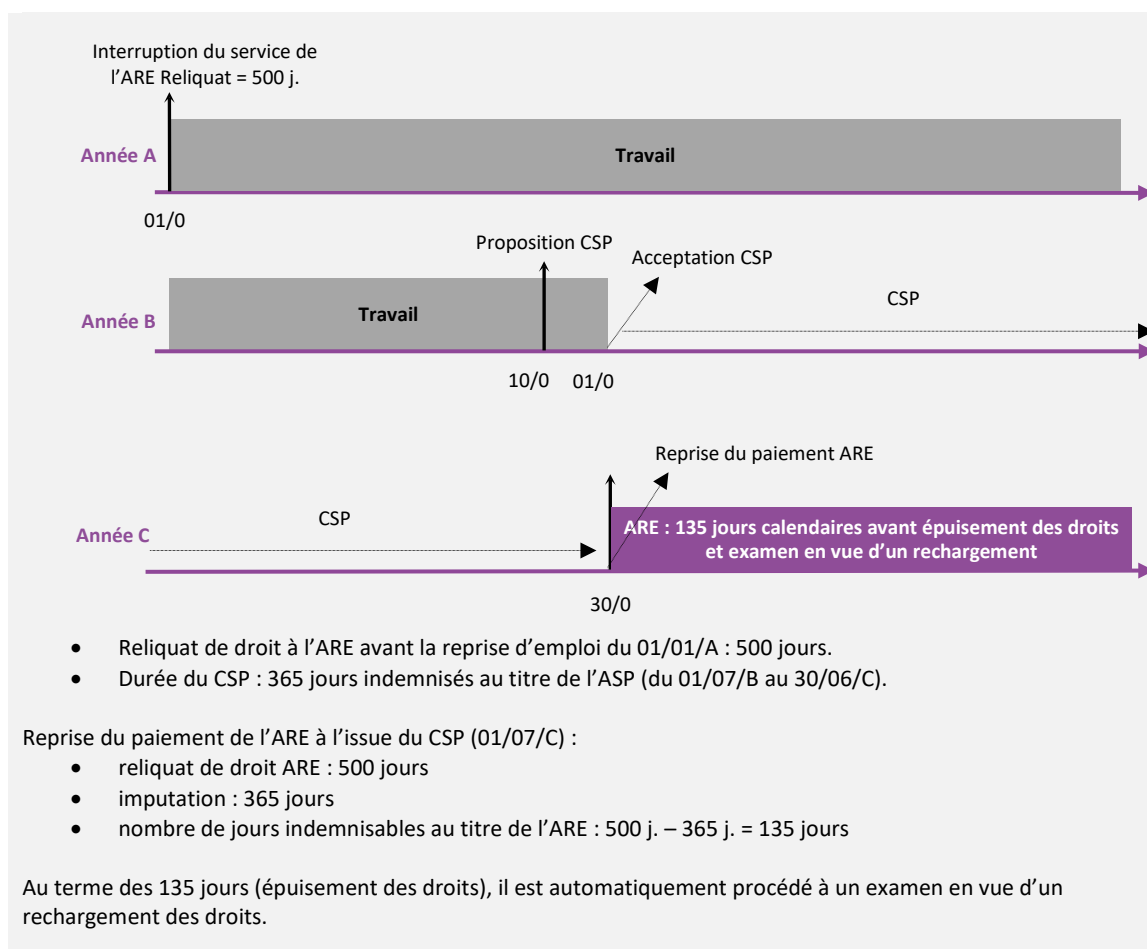 Interruption du service de
l'ARE Reliquat = 500 j.
Année A
Travail
01/0
Proposition CSP
Acceptation CSP
Année B
Travail
CSP
10/0 01/0
Reprise du paiement ARE
Année C
CSP
ARE : 135 jours calendaires avant épuisement des droits
et examen en vue d'un rechargement
30/0
• Reliquat de droit à l'ARE avant la reprise d'emploi du 01/01/A : 500 jours.
• Durée du CSP : 365 jours indemnisés au titre de l'ASP (du 01/07/B au 30/06/C).
Reprise du paiement de l'ARE à l'issue du CSP (01/07/C) :
• reliquat de droit ARE : 500 jours
• imputation : 365 jours
• nombre de jours indemnisables au titre de l'ARE : 500 j. – 365 j. = 135 jours
Au terme des 135 jours (épuisement des droits), il est automatiquement procédé à un examen en vue d'un
rechargement des droits.